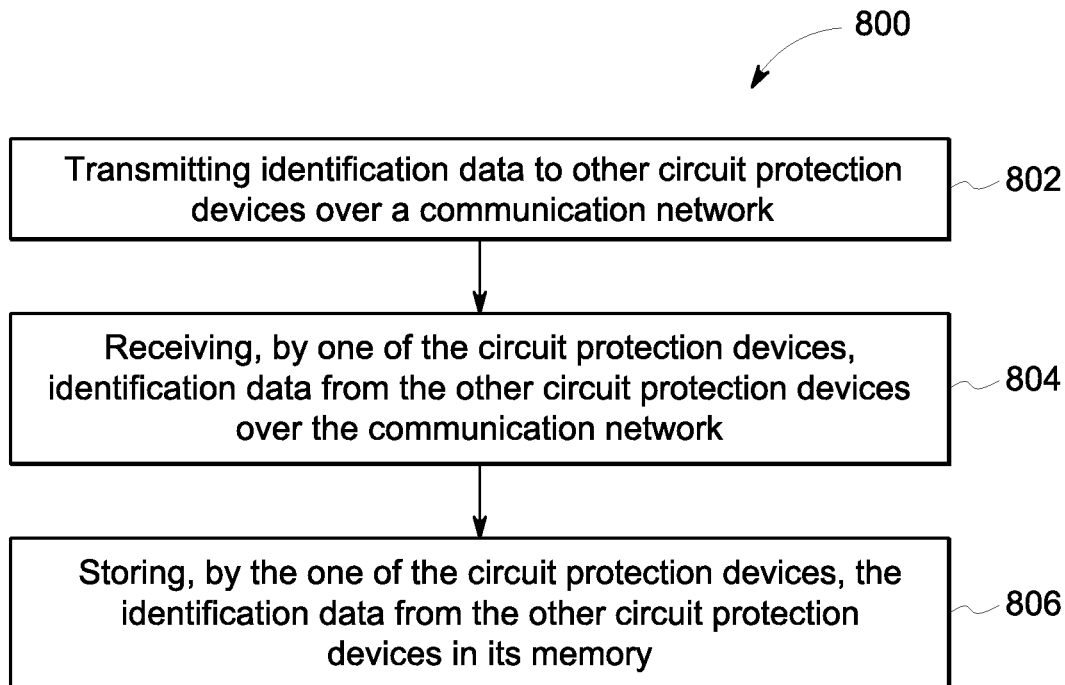 800
Transmitting identification data to other circuit protection
devices over a communication network
802
Receiving, by one of the circuit protection devices,
identification data from the other circuit protection devices
over the communication network
804
Storing, by the one of the circuit protection devices, the
identification data from the other circuit protection
devices in its memory
806